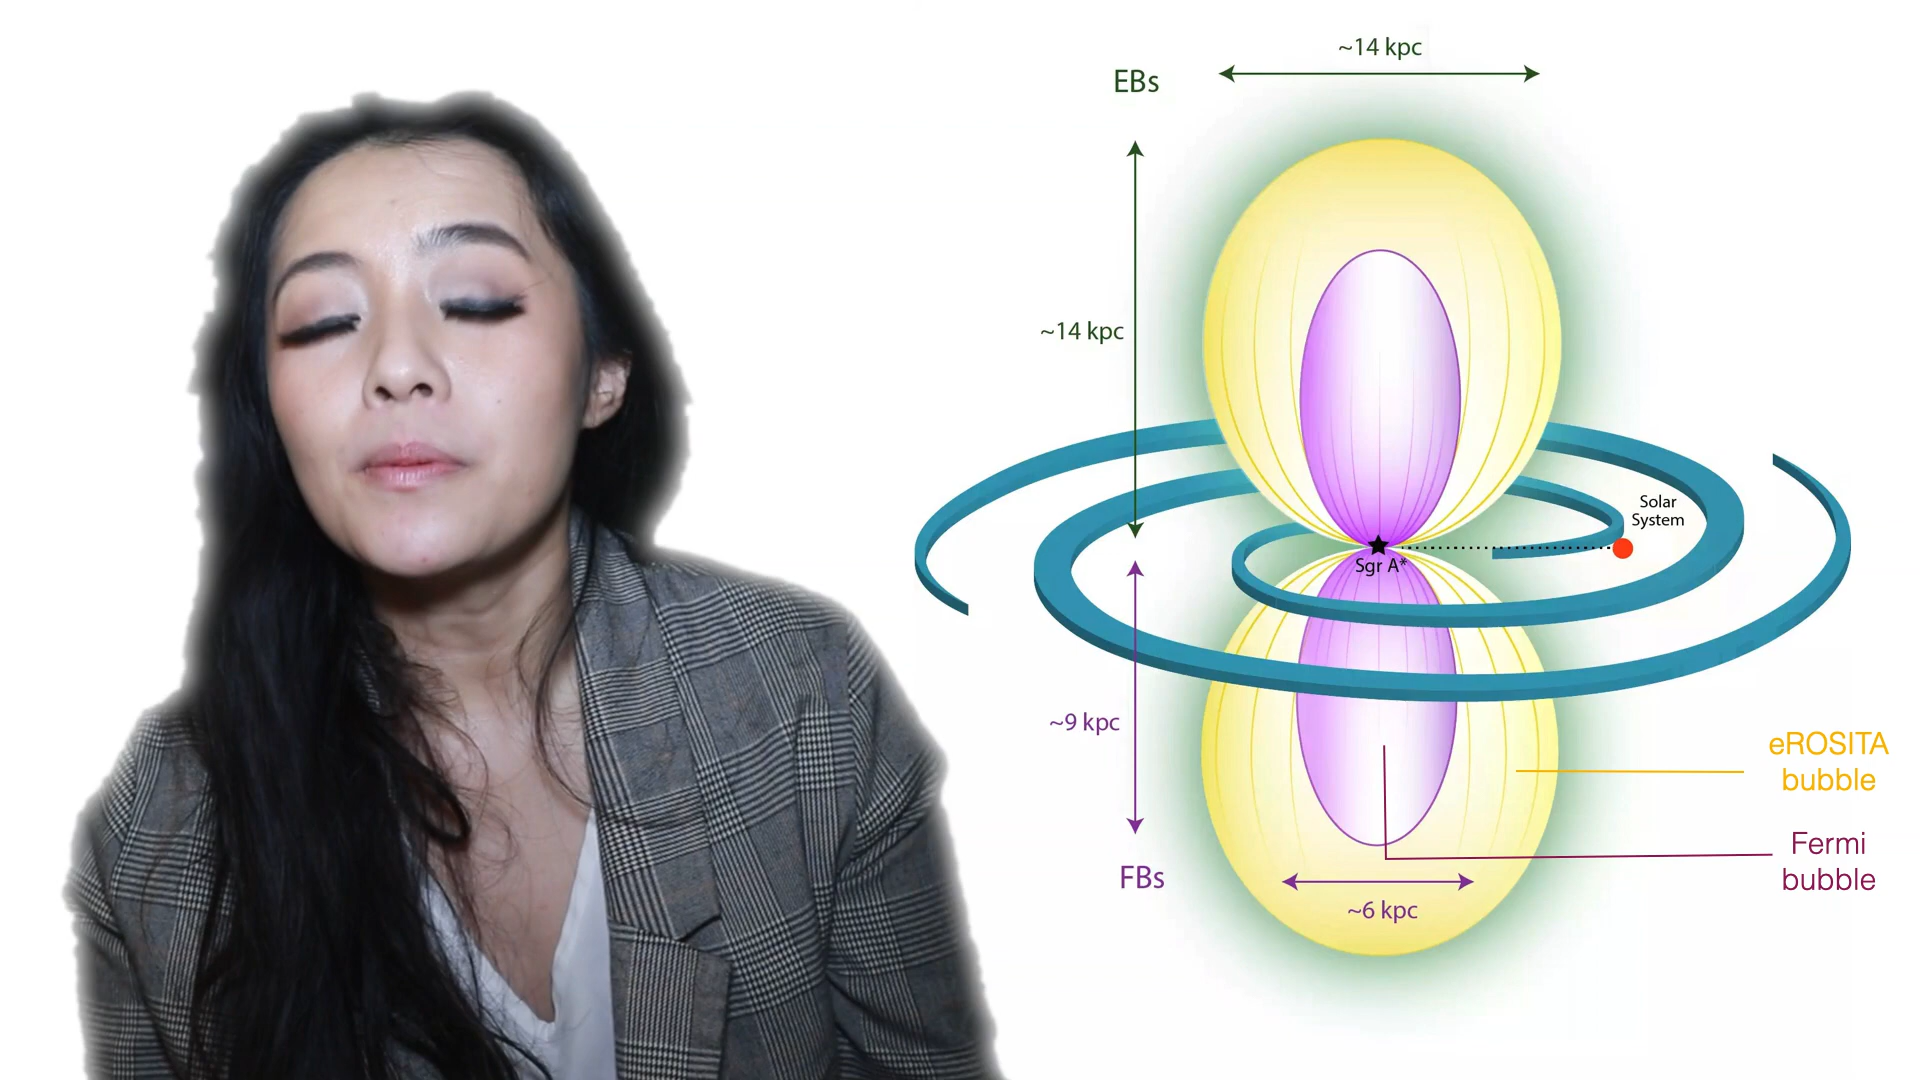 ~14 kpc
EBs
~14 kpc
Solar
System
Sgr A*
~9 kpc
eROSITA
bubble
Fermi
bubble
FBs
~6 kpc